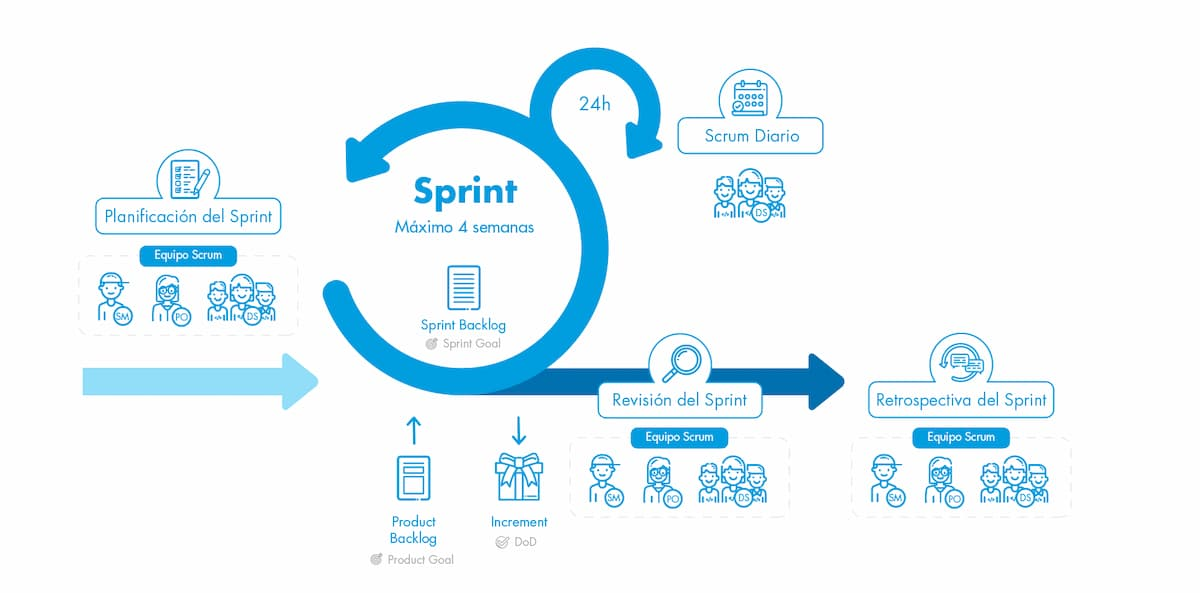 24h
Scrum Diario
DS
Planificación del Sprint
Equipo Scrum
SM
PO
DS
Sprint
Máximo 4 semanas
Sprint Backlog
Sprint Goal
Revisión del Sprint
Equipo Scrum
SM
PO
DS
Retrospectiva del Sprint
Equipo Scrum
SM
PO
DS
Product
Backlog
Product Goal
Increment
DoD